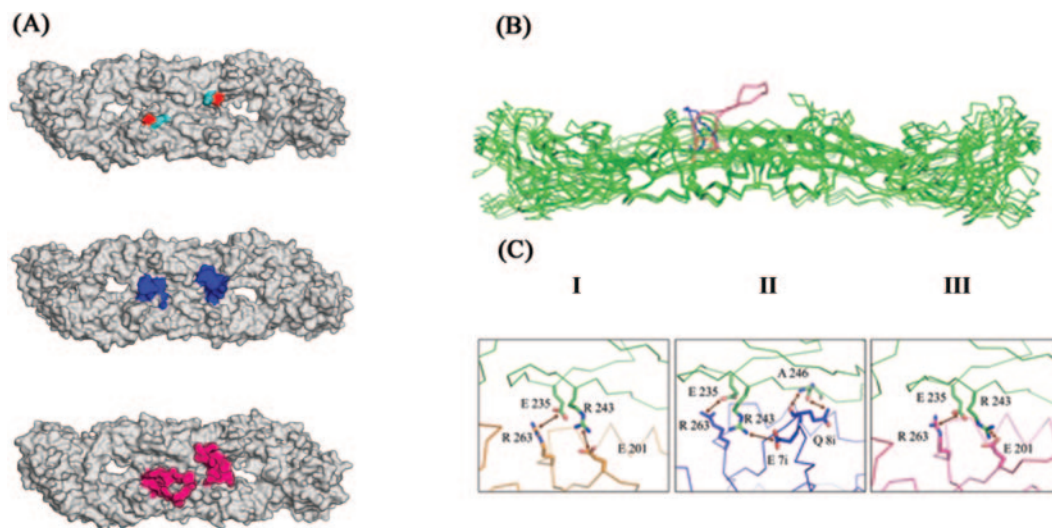 (A)
(B)
(C)
I II III
E 235
R 243
R 263
E 201
A 246
E 235
R 263
R 243
Q 8i
E 7i
E 235
R 243
R 263
E 201